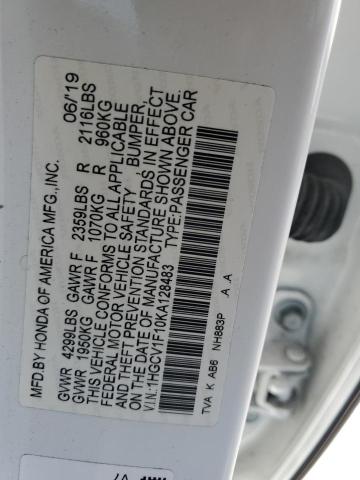 MFD.BY HONDA OF AMERICA MFG.,INC. 06/19
GVWR 4299LBS GAWR F 2359LBS R 2116LBS
GVWR 1950KG GAWR F 1070KG R 960KG
THIS VEHICLE CONFORMS TO ALL APPLICABLE
FEDERAL MOTOR VEHICLE SAFETY , BUMPER,
AND THEFT PREVENTION STANDARDS IN EFFECT
ON THE DATE OF MANUFACTURE SHOWN ABOVE.
V.I.N.:1HGCV1F10KA128483 TYPE:PASSENGER CAR
TVA K AB6 NH883P .A .A